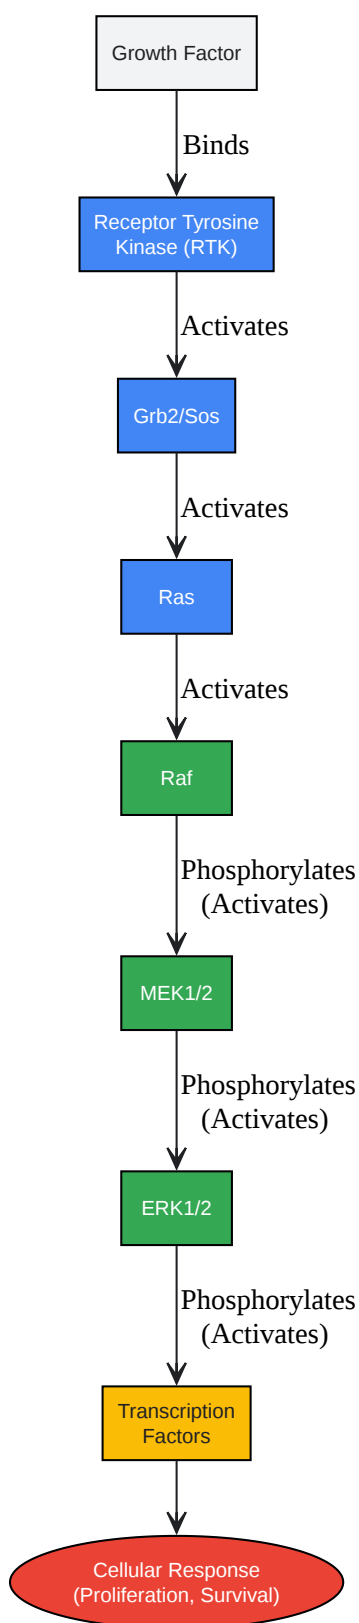 Growth Factor
Binds
Receptor Tyrosine
Kinase (RTK)
Activates
Grb2/Sos
Activates
Ras
Activates
Raf
Phosphorylates
(Activates)
MEK1/2
Phosphorylates
(Activates)
ERK1/2
Phosphorylates
(Activates)
Transcription
Factors
Cellular Response
(Proliferation, Survival)